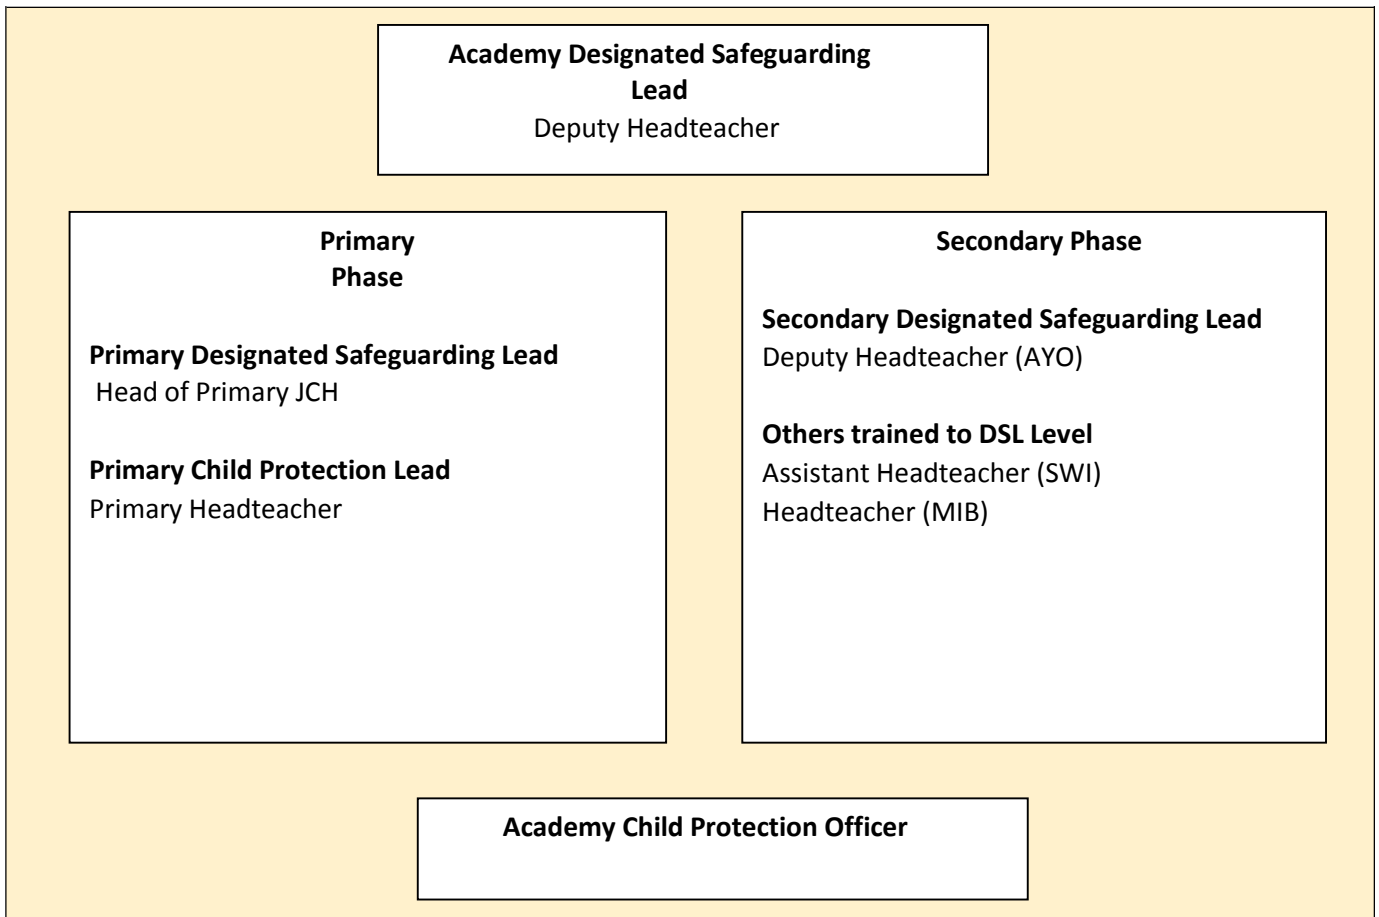 Academy Designated Safeguarding
Lead
Deputy Headteacher
Primary
Phase
Primary Designated Safeguarding Lead
Head of Primary JCH
Primary Child Protection Lead
Primary Headteacher
Secondary Phase
Secondary Designated Safeguarding Lead
Deputy Headteacher (AYO)
Others trained to DSL Level
Assistant Headteacher (SWI)
Headteacher (MIB)
Academy Child Protection Officer